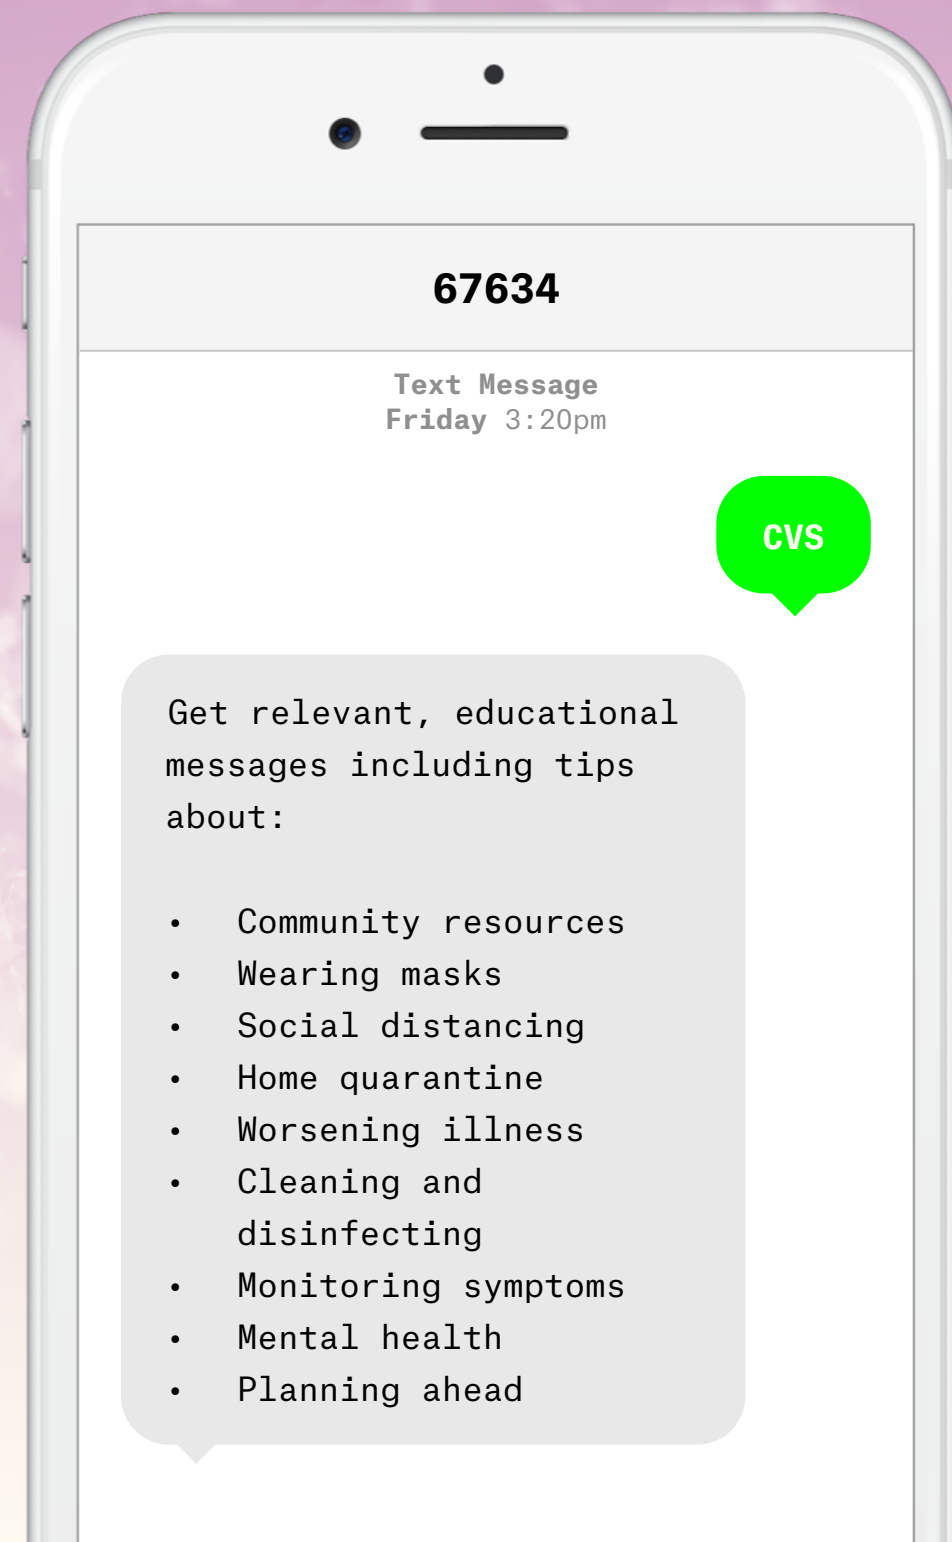 67634
Text Message
Friday 3:20pm
CVS
Get relevant, educational
messages including tips
about:
• Community resources
• Wearing masks
• Social distancing
• Home quarantine
• Worsening illness
• Cleaning and
disinfecting
• Monitoring symptoms
• Mental health
• Planning ahead